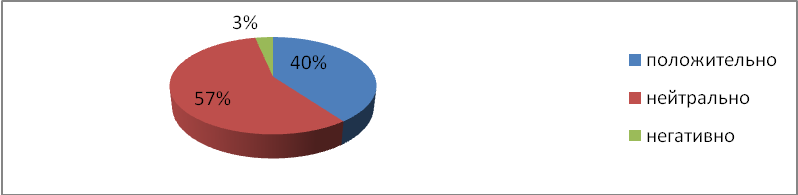 3%
40%
57%
положительно
нейтрально
негативно